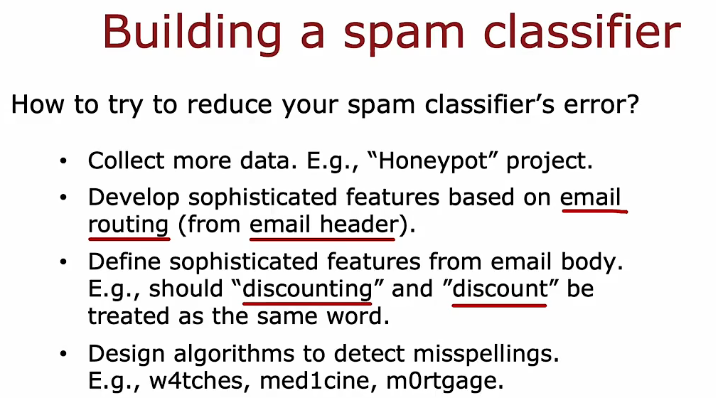 Building a spam classifier
How to try to reduce your spam classifier's error?
• Collect more data. E.g., “Honeypot” project.
• Develop sophisticated features based on email
routing (from email header).
• Define sophisticated features from email body.
E.g., should “discounting” and ”discount” be
treated as the same word.
• Design algorithms to detect misspellings.
E.g., w4tches, med1cine, m0rtgage.